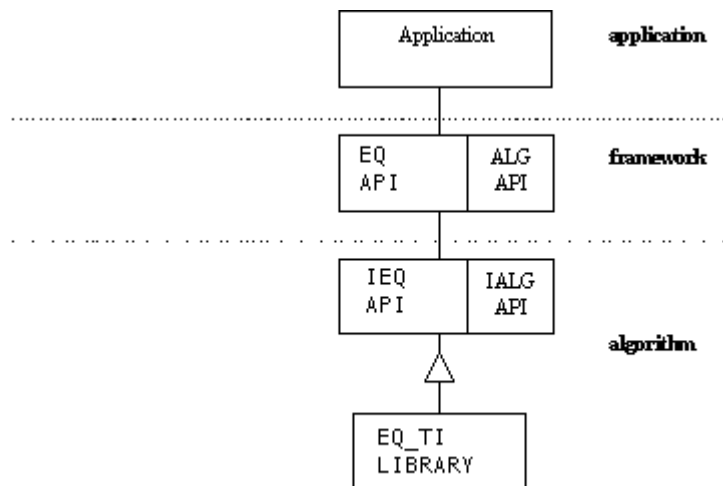 Application
application
EQ
API
ALG
API
framework
IEQ
API
IALG
API
algorithm
EQ_TI
LIBRARY